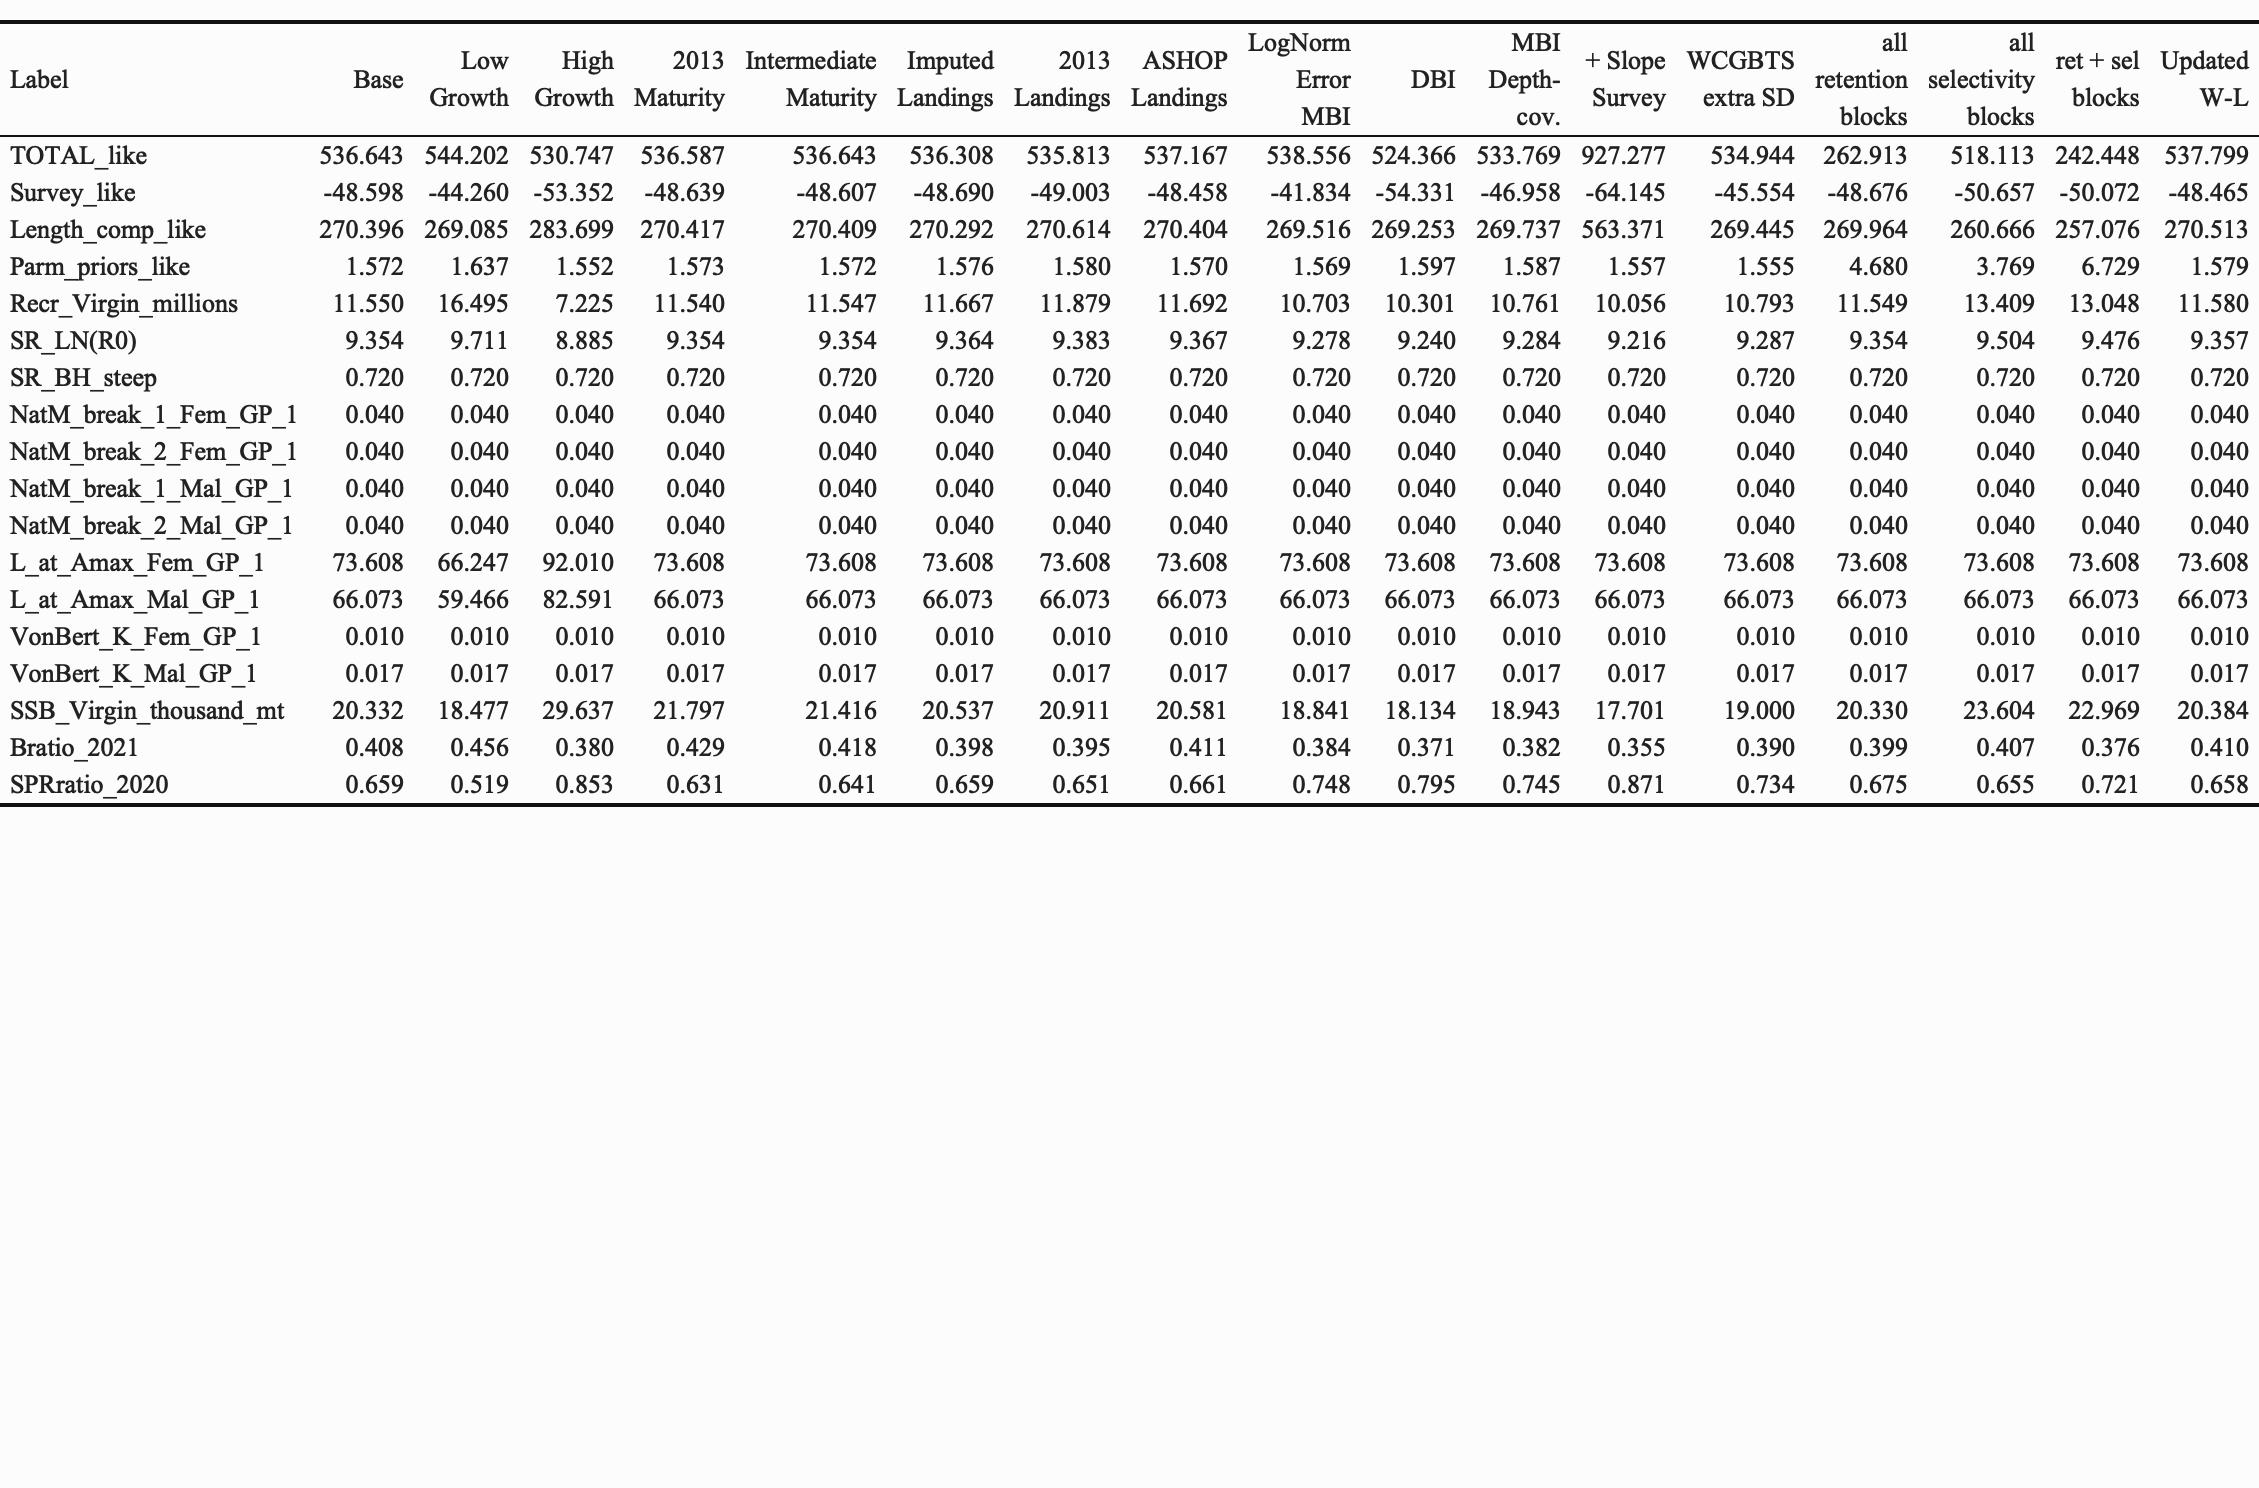 Label Base Low Growth High Growth 2013 Maturity Intermediate Maturity Imputed Landings 2013 Landings ASHOP Landings LogNorm Error MBI DBI MBI Depth-cov. + Slope Survey WCGBTS extra SD all retention blocks all selectivity blocks ret + sel blocks Updated W-L
TOTAL_like 536.643 544.202 530.747 536.587 536.643 536.308 535.813 537.167 538.556 524.366 533.769 927.277 534.944 262.913 518.113 242.448 537.799
Survey_like -48.598 -44.260 -53.352 -48.639 -48.607 -48.690 -49.003 -48.458 -41.834 -54.331 -46.958 -64.145 -45.554 -48.676 -50.657 -50.072 -48.465
Length_comp_like 270.396 269.085 283.699 270.417 270.409 270.292 270.614 270.404 269.516 269.253 269.737 563.371 269.445 269.964 260.666 257.076 270.513
Parm_priors_like 1.572 1.637 1.552 1.573 1.572 1.576 1.580 1.570 1.569 1.597 1.587 1.557 1.555 4.680 3.769 6.729 1.579
Recr_Virgin_millions 11.550 16.495 7.225 11.540 11.547 11.667 11.879 11.692 10.703 10.301 10.761 10.056 10.793 11.549 13.409 13.048 11.580
SR_LN(R0) 9.354 9.711 8.885 9.354 9.354 9.364 9.383 9.367 9.278 9.240 9.284 9.216 9.287 9.354 9.504 9.476 9.357
SR_BH_steep 0.720 0.720 0.720 0.720 0.720 0.720 0.720 0.720 0.720 0.720 0.720 0.720 0.720 0.720 0.720 0.720 0.720
NatM_break_1_Fem_GP_1 0.040 0.040 0.040 0.040 0.040 0.040 0.040 0.040 0.040 0.040 0.040 0.040 0.040 0.040 0.040 0.040 0.040
NatM_break_2_Fem_GP_1 0.040 0.040 0.040 0.040 0.040 0.040 0.040 0.040 0.040 0.040 0.040 0.040 0.040 0.040 0.040 0.040 0.040
NatM_break_1_Mal_GP_1 0.040 0.040 0.040 0.040 0.040 0.040 0.040 0.040 0.040 0.040 0.040 0.040 0.040 0.040 0.040 0.040 0.040
NatM_break_2_Mal_GP_1 0.040 0.040 0.040 0.040 0.040 0.040 0.040 0.040 0.040 0.040 0.040 0.040 0.040 0.040 0.040 0.040 0.040
L_at_Amax_Fem_GP_1 73.608 66.247 92.010 73.608 73.608 73.608 73.608 73.608 73.608 73.608 73.608 73.608 73.608 73.608 73.608 73.608 73.608
L_at_Amax_Mal_GP_1 66.073 59.466 82.591 66.073 66.073 66.073 66.073 66.073 66.073 66.073 66.073 66.073 66.073 66.073 66.073 66.073 66.073
VonBert_K_Fem_GP_1 0.010 0.010 0.010 0.010 0.010 0.010 0.010 0.010 0.010 0.010 0.010 0.010 0.010 0.010 0.010 0.010 0.010
VonBert_K_Mal_GP_1 0.017 0.017 0.017 0.017 0.017 0.017 0.017 0.017 0.017 0.017 0.017 0.017 0.017 0.017 0.017 0.017 0.017
SSB_Virgin_thousand_mt 20.332 18.477 29.637 21.797 21.416 20.537 20.911 20.581 18.841 18.134 18.943 17.701 19.000 20.330 23.604 22.969 20.384
Bratio_2021 0.408 0.456 0.380 0.429 0.418 0.398 0.395 0.411 0.384 0.371 0.382 0.355 0.390 0.399 0.407 0.376 0.410
SPRratio_2020 0.659 0.519 0.853 0.631 0.641 0.659 0.651 0.661 0.748 0.795 0.745 0.871 0.734 0.675 0.655 0.721 0.658